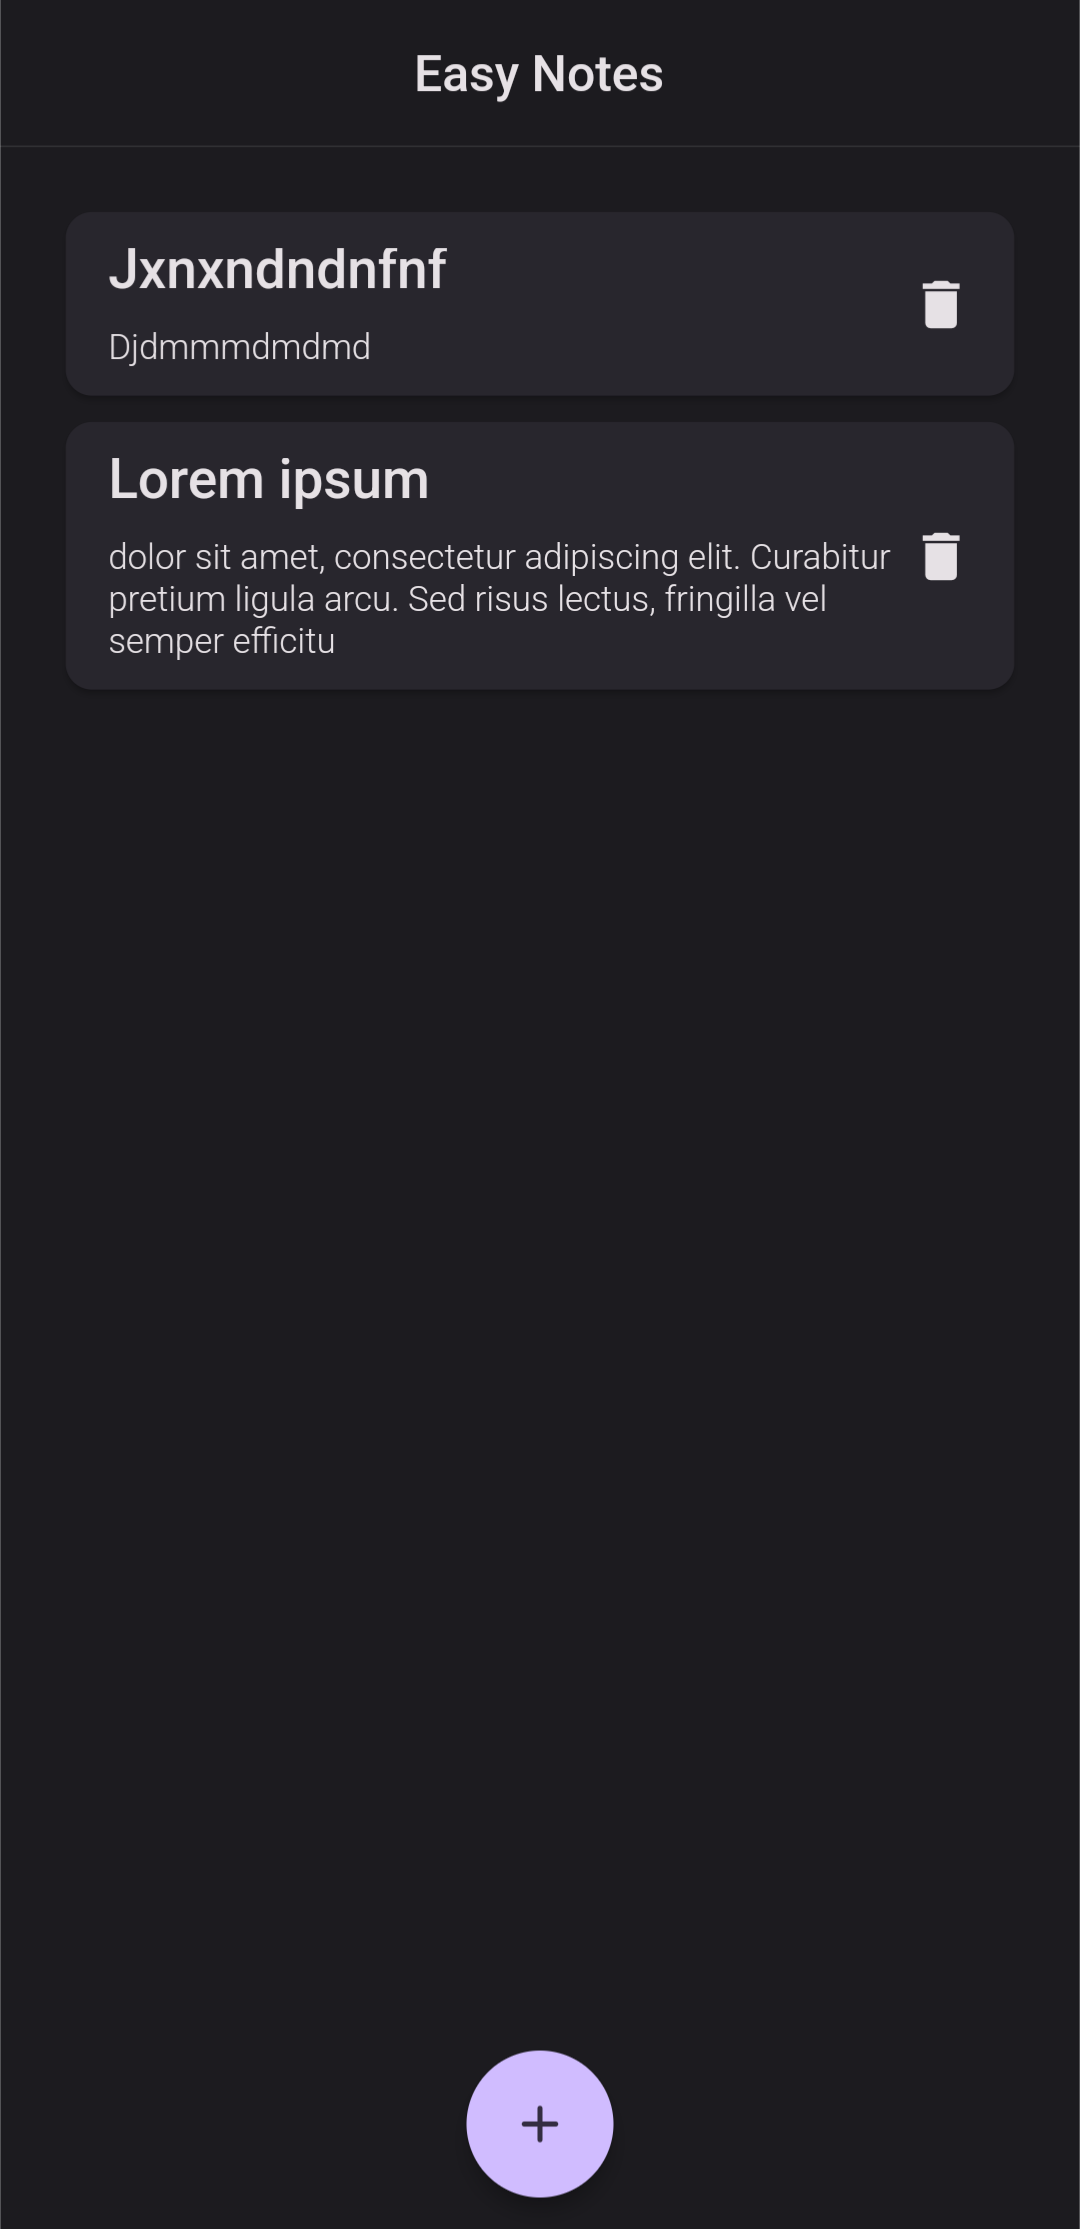 Easy Notes
Jxnxndndnfnf
Djdmmmdmdmd
Lorem ipsum
dolor sit amet, consectetur adipiscing elit. Curabitur
pretium ligula arcu. Sed risus lectus, fringilla vel
semper efficitu